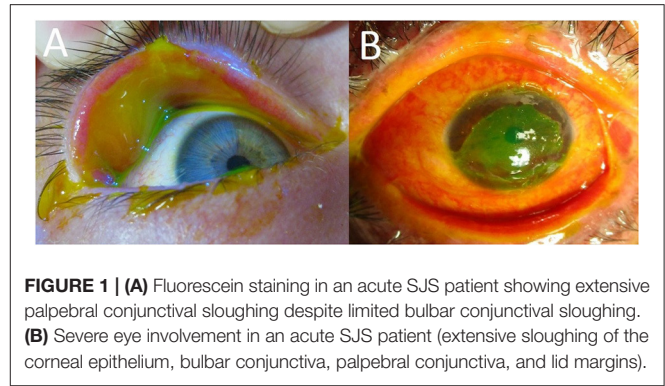 A
B
FIGURE 1 | (A) Fluorescein staining in an acute SJS patient showing extensive
palpebral conjunctival sloughing despite limited bulbar conjunctival sloughing.
(B) Severe eye involvement in an acute SJS patient (extensive sloughing of the
corneal epithelium, bulbar conjunctiva, palpebral conjunctiva, and lid margins).